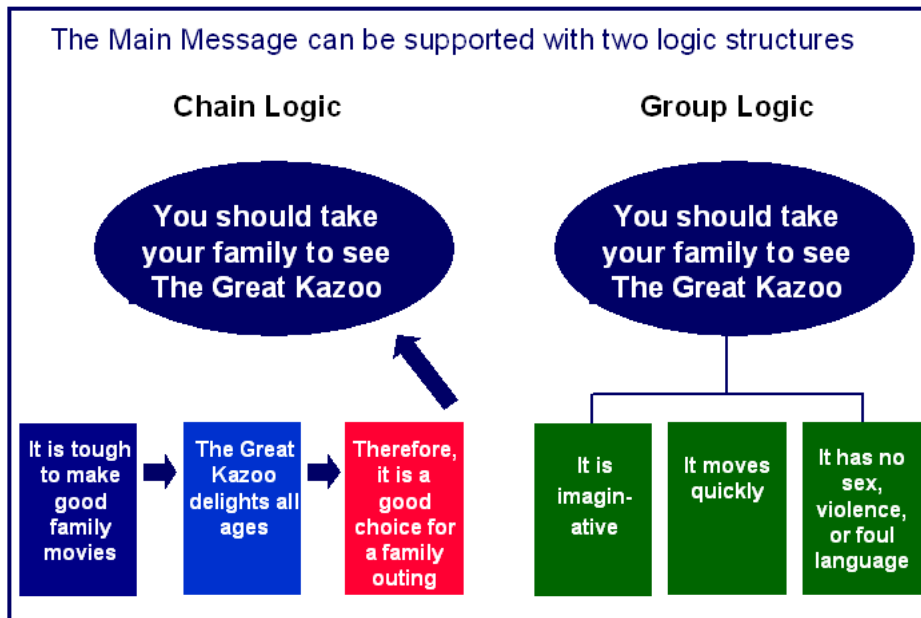 The Main Message can be supported with two logic structures
Chain Logic
You should take
your family to see
The Great Kazoo
It is tough
to make
good
family
movies
The Great
Kazoo
delights all
ages
Therefore,
it is a
good
choice for
a family
outing
Group Logic
You should take
your family to see
The Great Kazoo
It is
imagin-
ative
It moves
quickly
It has no
sex,
violence,
or foul
language